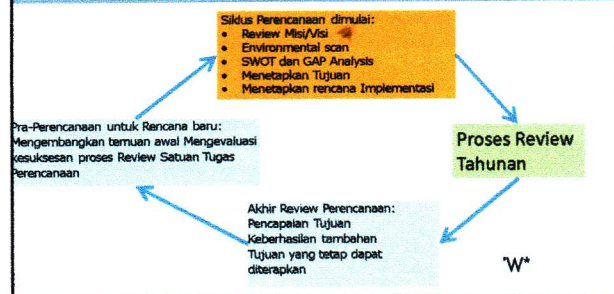 Siklus Perencanaan dimulai:
• Review Misi/Visi
• Environmental scan
• SWOT dan GAP Analysis
• Menetapkan Tujuan
• Menetapkan rencana Implementasi
Proses Review
Tahunan
Akhir Review Perencanaan:
Pencapaian Tujuan
Keberhasilan tambahan
Tujuan yang tetap dapat
diterapkan
Pra-Perencanaan untuk Rencana baru:
Mengembangkan temuan awal Mengevaluasi
kesuksesan proses Review Satuan Tugas
Perencanaan
"W*